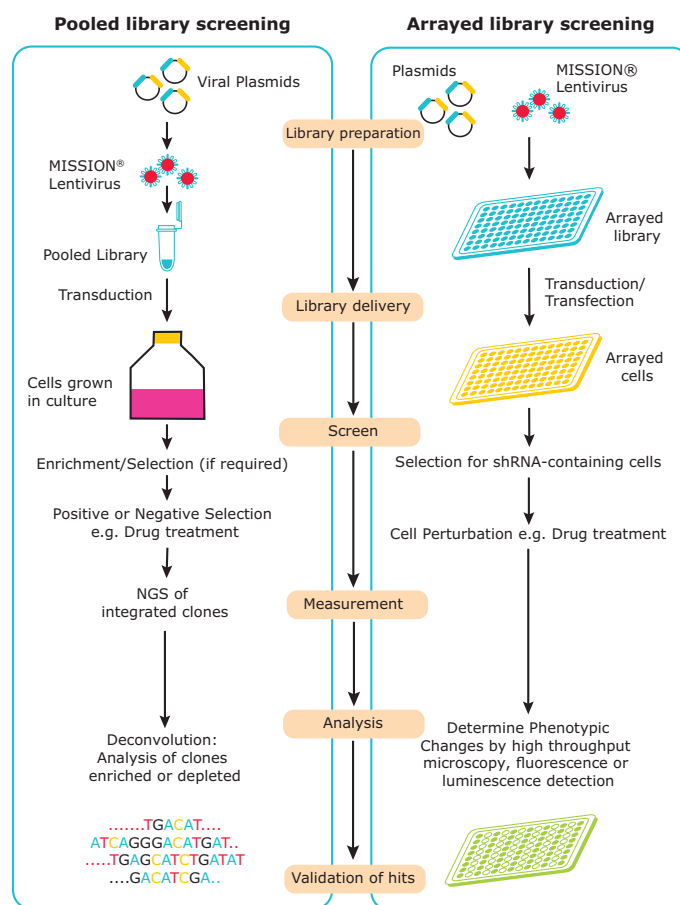 Pooled library screening
Viral Plasmids
MISSION®
Lentivirus
Pooled Library
Transduction
Cells grown
in culture
Enrichment/Selection (if required)
Positive or Negative Selection
e.g. Drug treatment
NGS of
integrated clones
Deconvolution:
Analysis of clones
enriched or depleted
.......TGACAT....
ATCAGGGACATGAT..
.....TGAGCATCTGATAT
....GACATCGA..
Library preparation
Library delivery
Screen
Measurement
Analysis
Validation of hits
Arrayed library screening
Plasmids
MISSION®
Lentivirus
Arrayed
library
Transduction/
Transfection
Arrayed
cells
Selection for shRNA-containing cells
Cell Perturbation e.g. Drug treatment
Determine Phenotypic
Changes by high throughput
microscopy, fluorescence or
luminescence detection